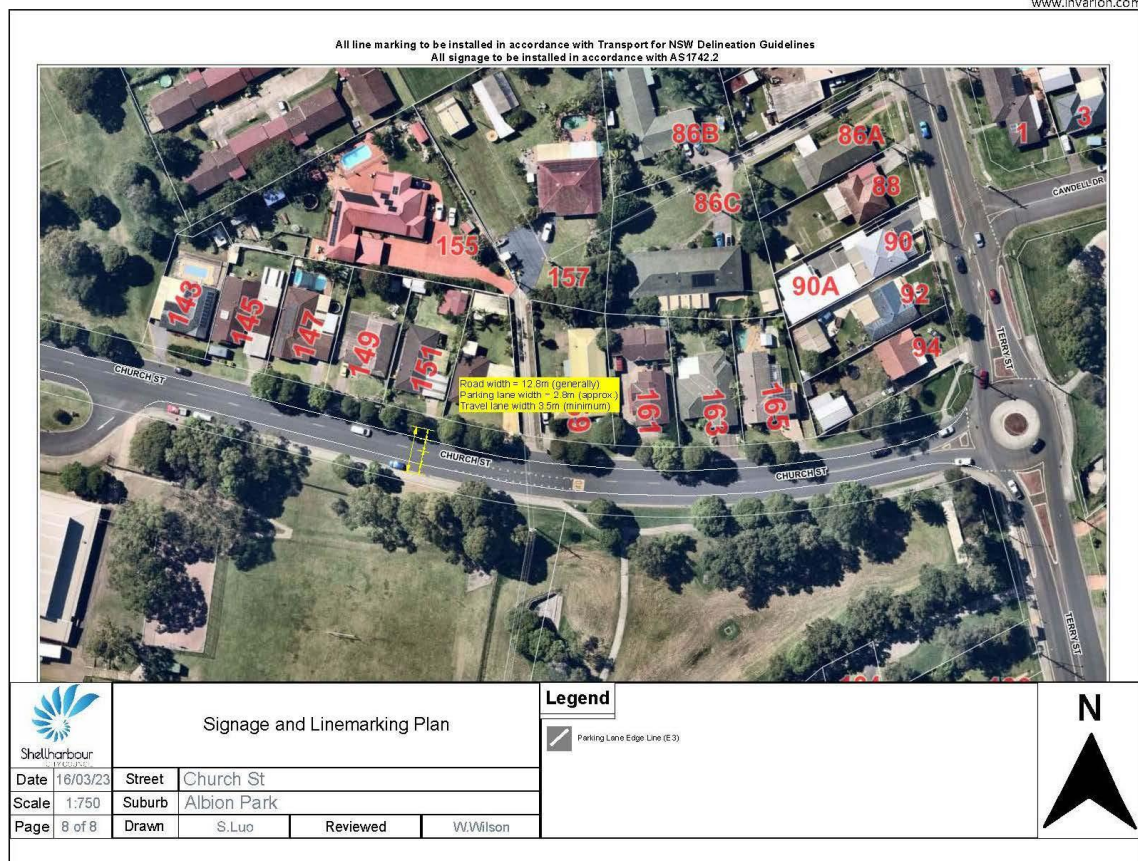 www.invarion.com
All line marking to be installed in accordance with Transport for NSW Delineation Guidelines
All signage to be installed in accordance with AS1742.2
86B
86A
1
3
86C
88
CAWDELL DR
155
157
90
90A
92
143
145
147
149
151
94
TERRY ST
CHURCH ST
Road width = 12.8m (generally)
Parking lane width = 2.8m (approx.)
Travel lane width 3.5m (minimum)
161
163
165
CHURCH ST
CHURCH ST
TERRY ST
Shellharbour
CITY COUNCIL
Signage and Linemarking Plan
Legend
Parking Lane Edge Line (E3)
N
Date 16/03/23 Street Church St
Scale 1:750 Suburb Albion Park
Page 8 of 8 Drawn S.Luo Reviewed W.Wilson